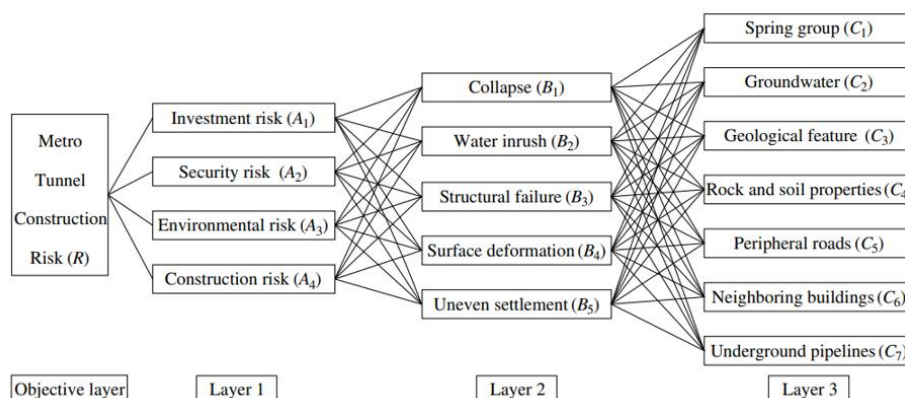 Metro
Tunnel
Construction
Risk (R)
Investment risk (A₁)
Security risk (A₂)
Environmental risk (A₃)
Construction risk (A₄)
Collapse (B₁)
Water inrush (B₂)
Structural failure (B₃)
Surface deformation (B₄)
Uneven settlement (B₅)
Spring group (C₁)
Groundwater (C₂)
Geological feature (C₃)
Rock and soil properties (C₄
Peripheral roads (C₅)
Neighboring buildings (C₆)
Underground pipelines (C₇)
Objective layer
Layer 1
Layer 2
Layer 3